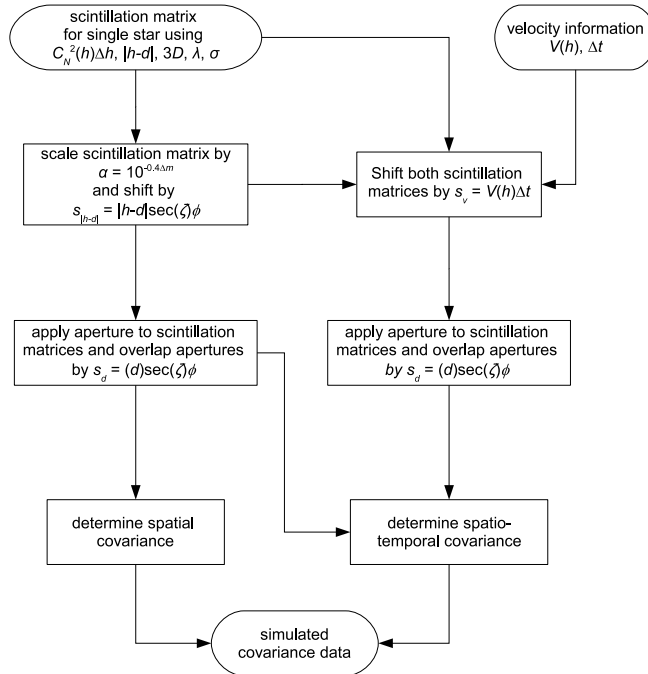 scintillation matrix
for single star using
C_N²(h)Δh, |h-d|, 3D, λ, σ
velocity information
V(h), Δt
scale scintillation matrix by
α = 10^-0.4Δm
and shift by
s_|h-d| = |h-d|sec(ζ)ϕ
Shift both scintillation
matrices by s_v = V(h)Δt
apply aperture to scintillation
matrices and overlap apertures
by s_d = (d)sec(ζ)ϕ
apply aperture to scintillation
matrices and overlap apertures
by s_d = (d)sec(ζ)ϕ
determine spatial
covariance
determine spatio-
temporal covariance
simulated
covariance data